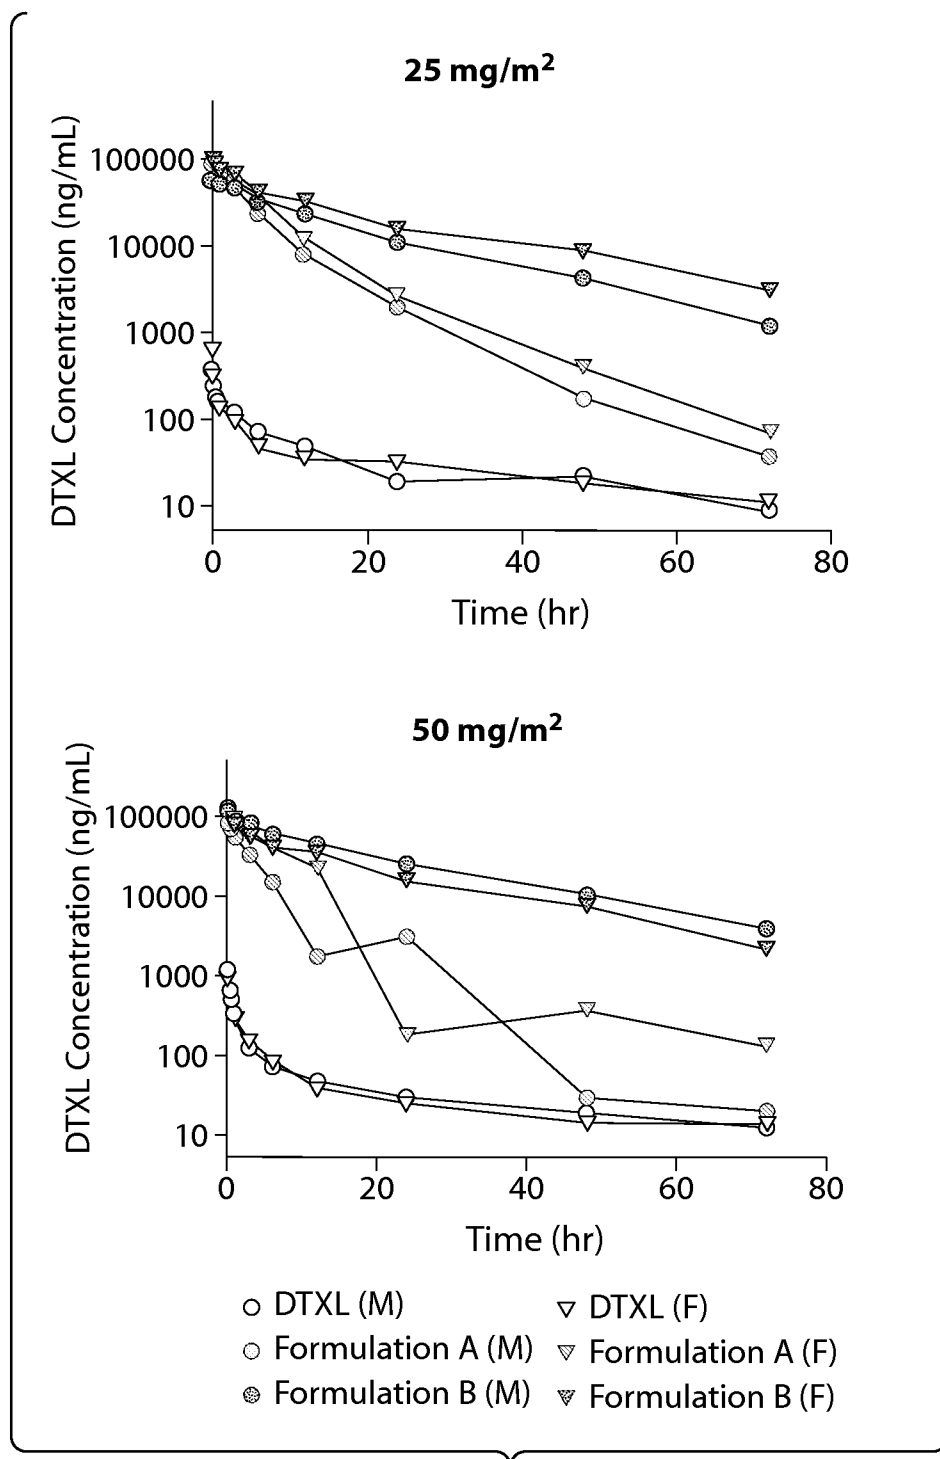 25 mg/m²
DTXL Concentration (ng/mL)
100000
10000
1000
100
10
0 20 40 60 80
Time (hr)
50 mg/m²
DTXL Concentration (ng/mL)
100000
10000
1000
100
10
0 20 40 60 80
Time (hr)
DTXL (M) DTXL (F)
Formulation A (M) Formulation A (F)
Formulation B (M) Formulation B (F)